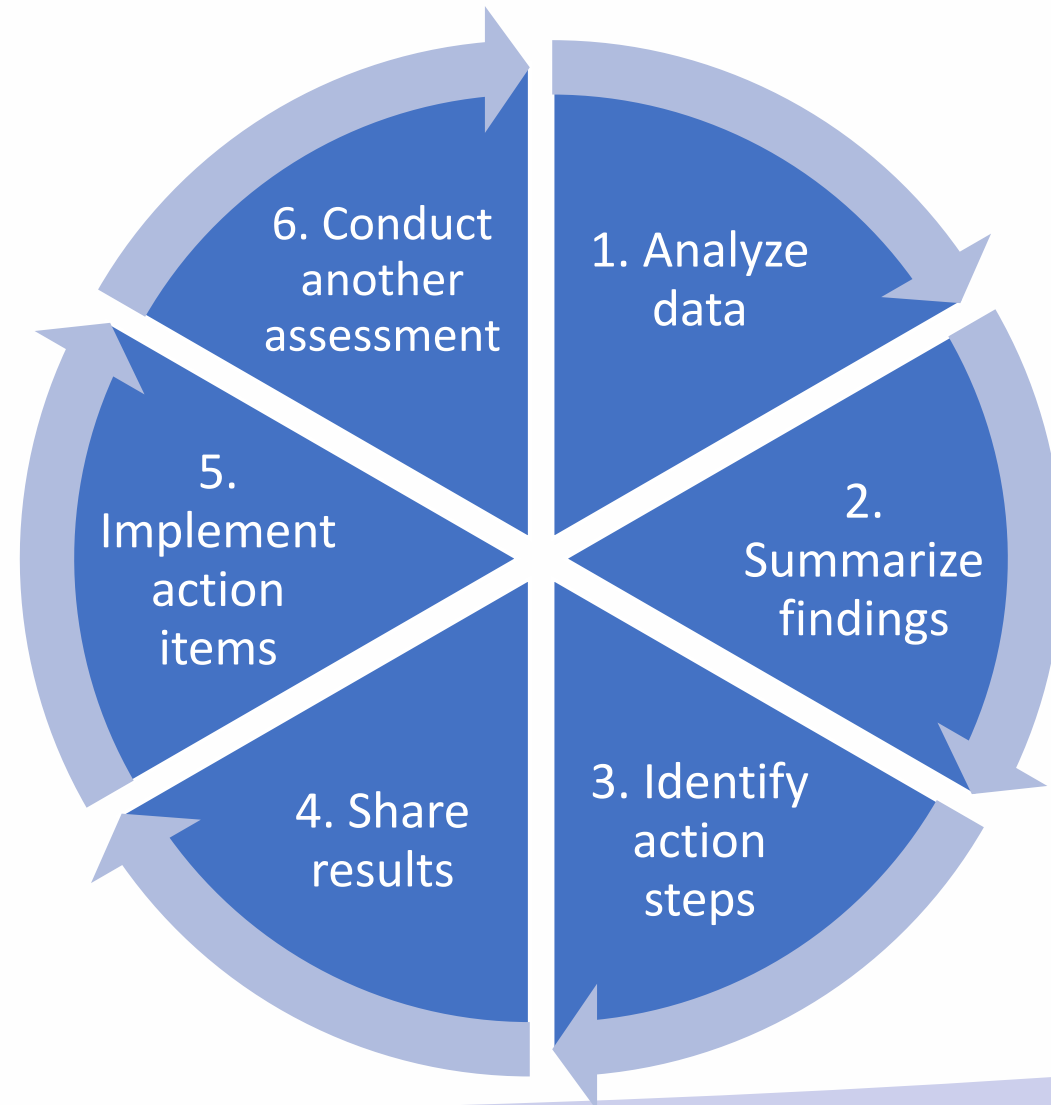 1. Analyze
data
2.
Summarize
findings
3. Identify
action
steps
4. Share
results
5.
Implement
action
items
6. Conduct
another
assessment